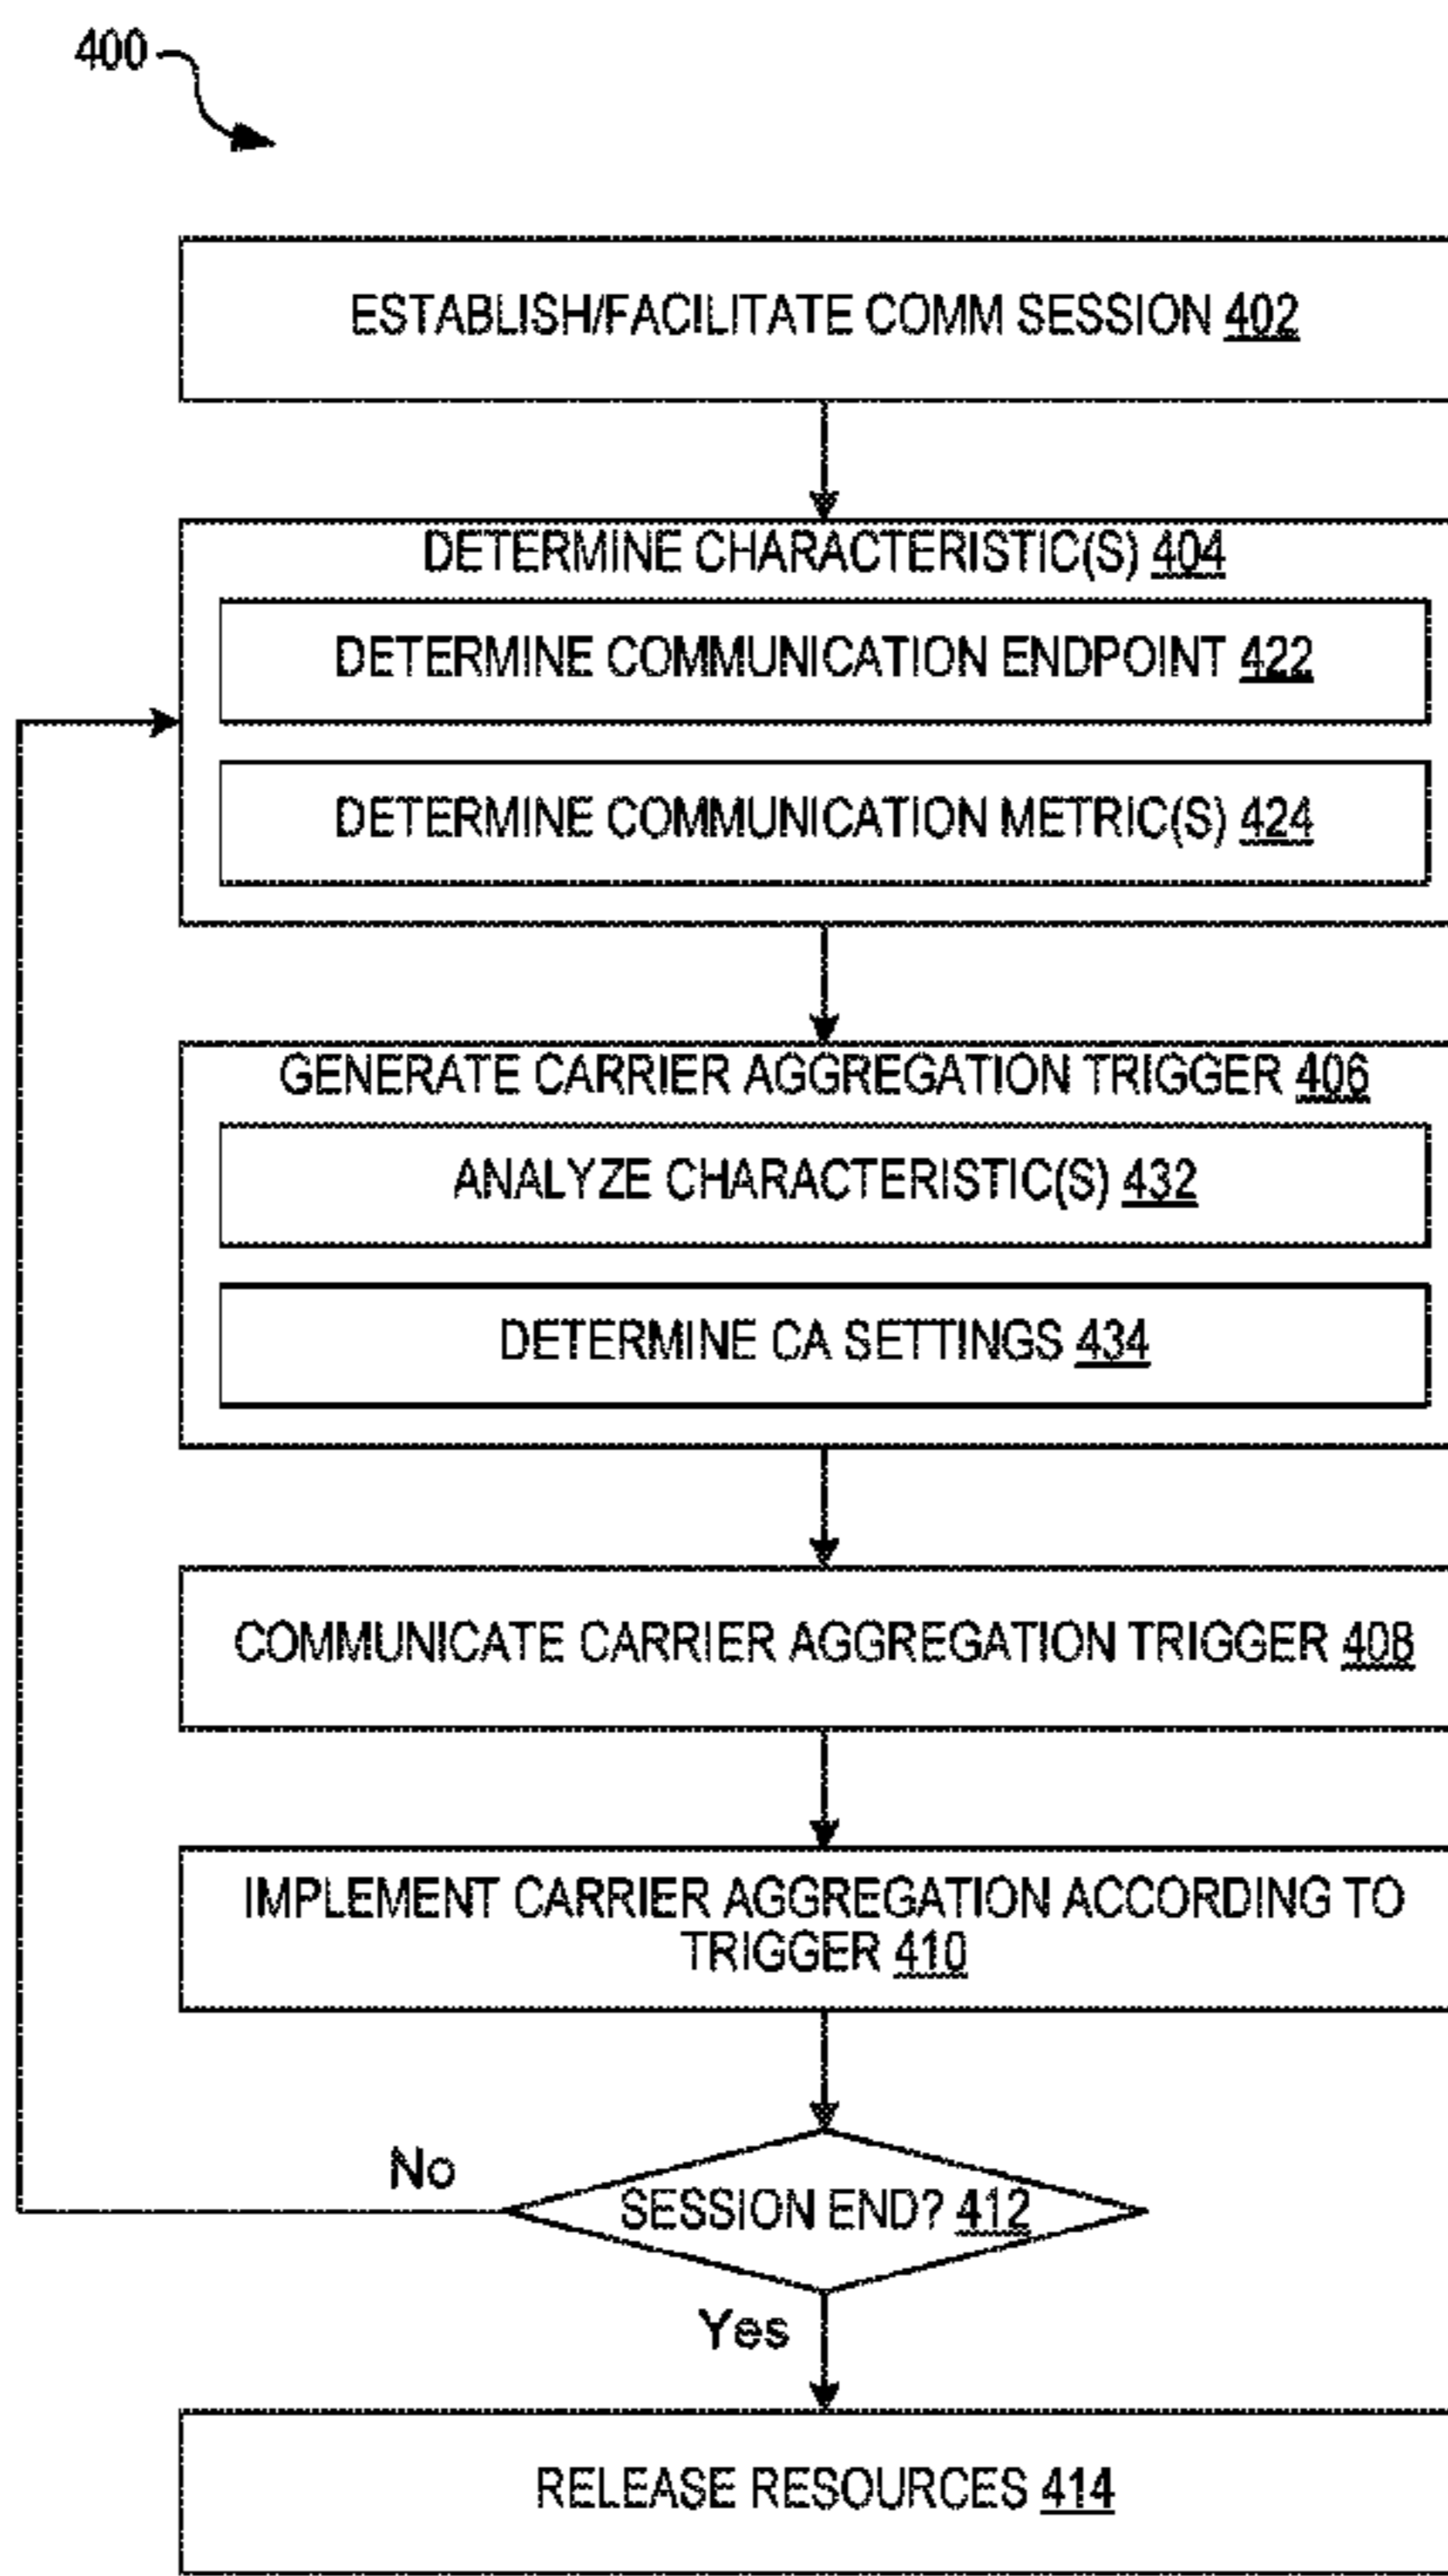 400
ESTABLISH/FACILITATE COMM SESSION 402
DETERMINE CHARACTERISTIC(S) 404
DETERMINE COMMUNICATION ENDPOINT 422
DETERMINE COMMUNICATION METRIC(S) 424
GENERATE CARRIER AGGREGATION TRIGGER 406
ANALYZE CHARACTERISTIC(S) 432
DETERMINE CA SETTINGS 434
COMMUNICATE CARRIER AGGREGATION TRIGGER 408
IMPLEMENT CARRIER AGGREGATION ACCORDING TO
TRIGGER 410
No
SESSION END? 412
Yes
RELEASE RESOURCES 414